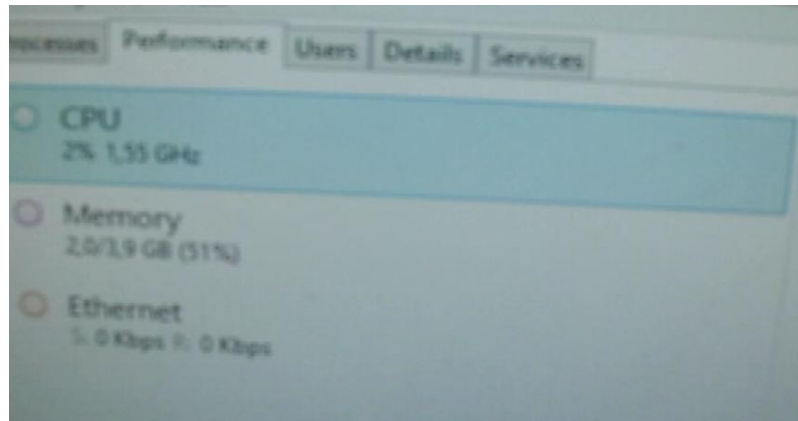 Processes Performance Users Details Services
CPU
2% 1,55 GHz
Memory
2,0/3,9 GB (51%)
Ethernet
S: 0 Kbps R: 0 Kbps